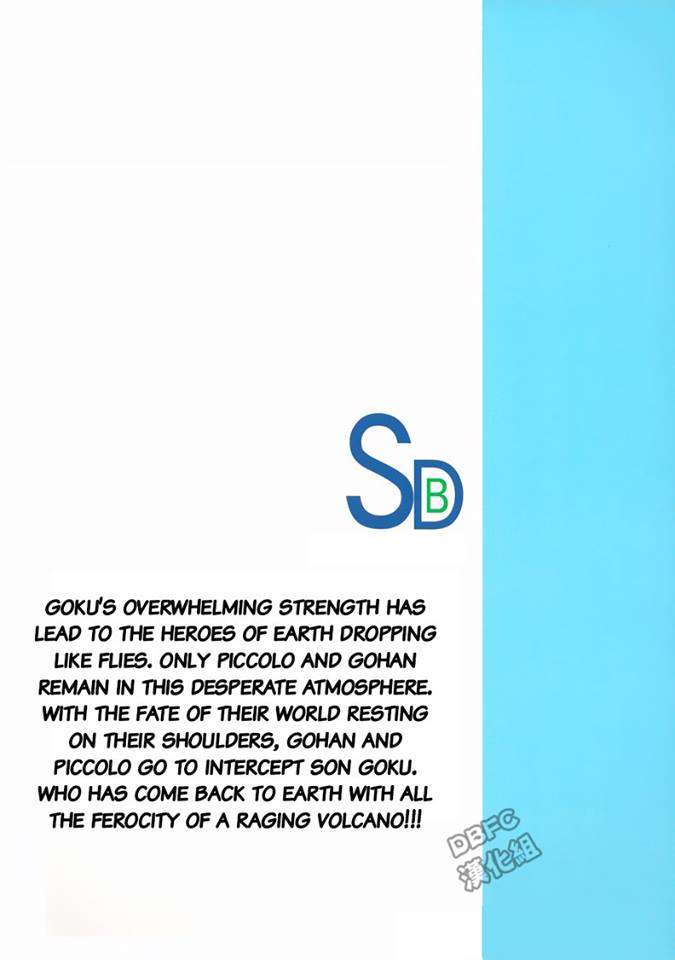 SDB
GOKU'S OVERWHELMING STRENGTH HAS
LEAD TO THE HEROES OF EARTH DROPPING
LIKE FLIES. ONLY PICCOLO AND GOHAN
REMAIN IN THIS DESPERATE ATMOSPHERE.
WITH THE FATE OF THEIR WORLD RESTING
ON THEIR SHOULDERS, GOHAN AND
PICCOLO GO TO INTERCEPT SON GOKU.
WHO HAS COME BACK TO EARTH WITH ALL
THE FEROCITY OF A RAGING VOLCANO!!!
DBFC
漢化組